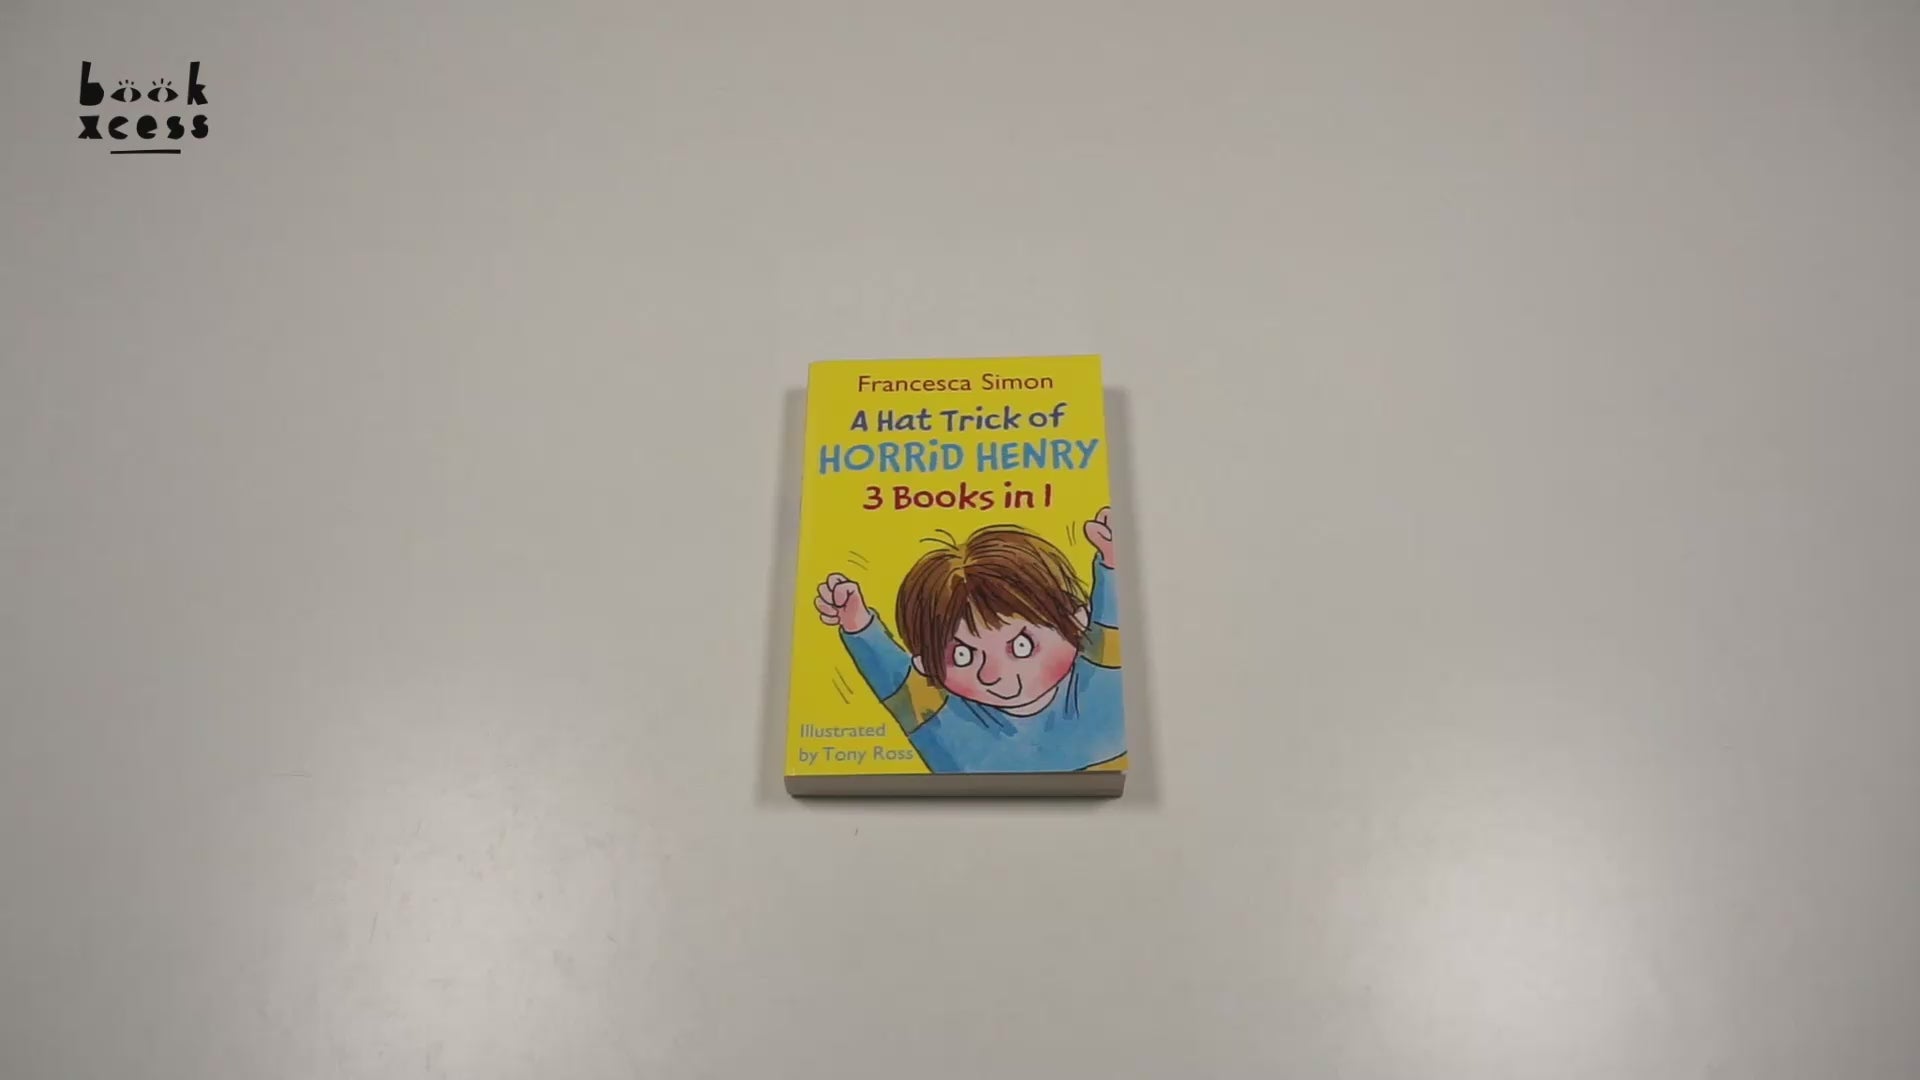 book
xcess
Francesca Simon
A Hat Trick of
HORRiD HENRY
3 Books in 1
Illustrated
by Tony Ross